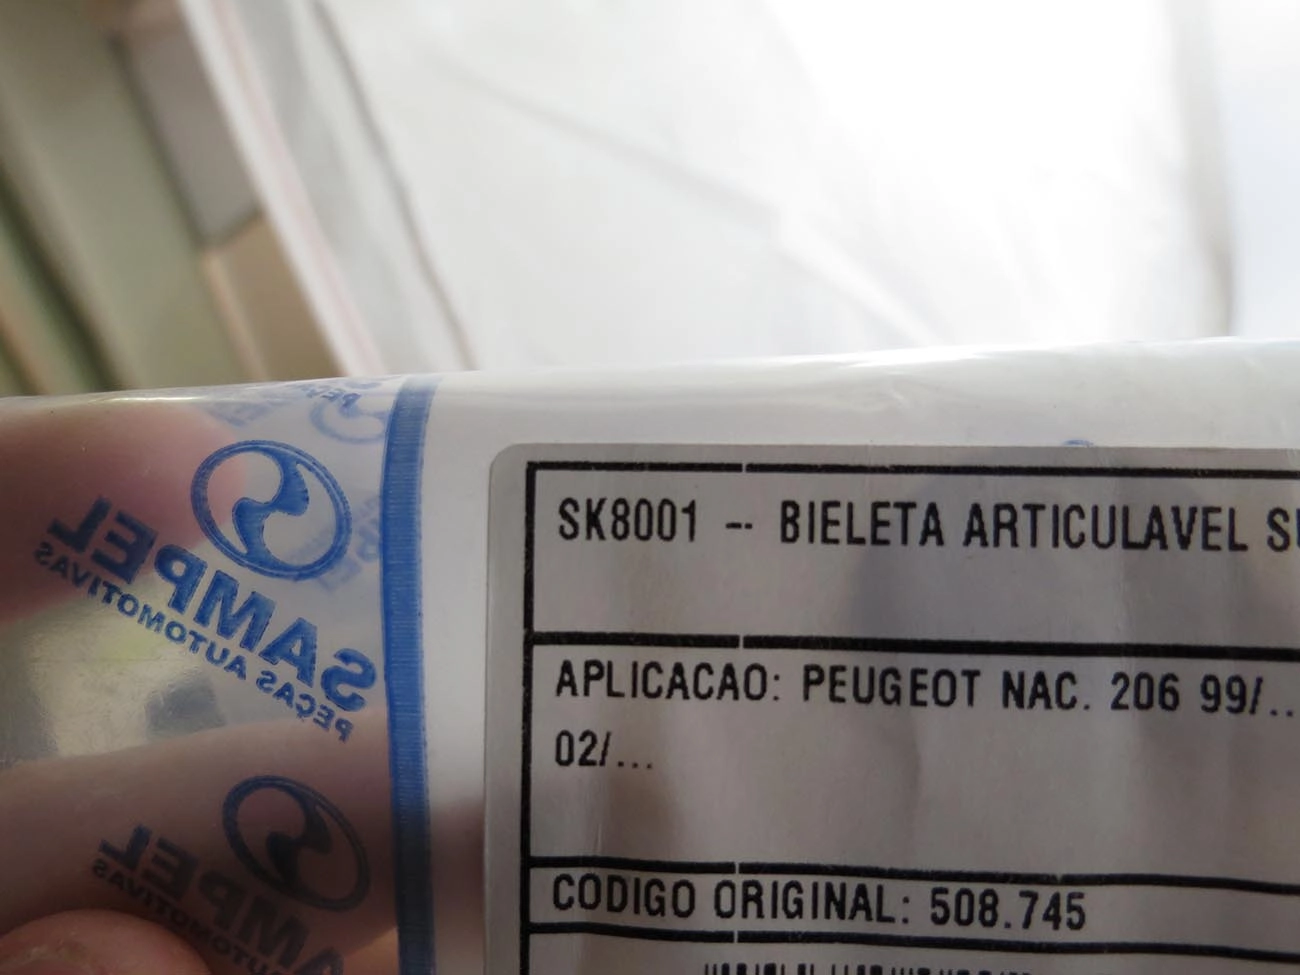 SAMPEL
PEÇAS AUTOMOTIVAS
SAMPEL
SK8001 -- BIELETA ARTICULAVEL
APLICACAO: PEUGEOT NAC. 206 99/..
02/...
CODIGO ORIGINAL: 508.745